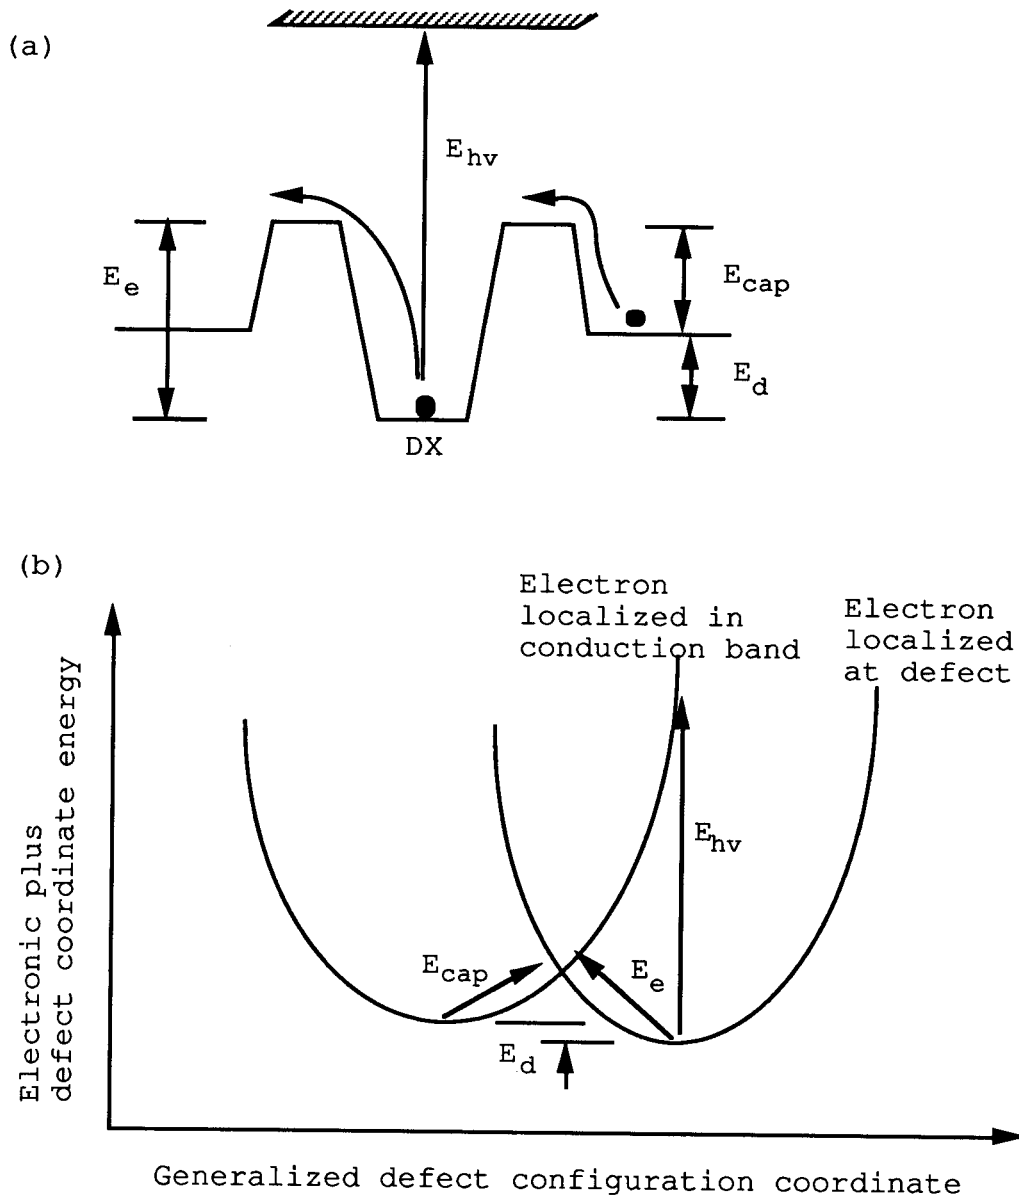 (a)
E_hv
E_e
E_cap
E_d
DX
(b)
Electron
localized in
conduction band
Electron
localized
at defect
Electronic plus
defect coordinate energy
E_hv
E_cap
E_e
E_d
Generalized defect configuration coordinate